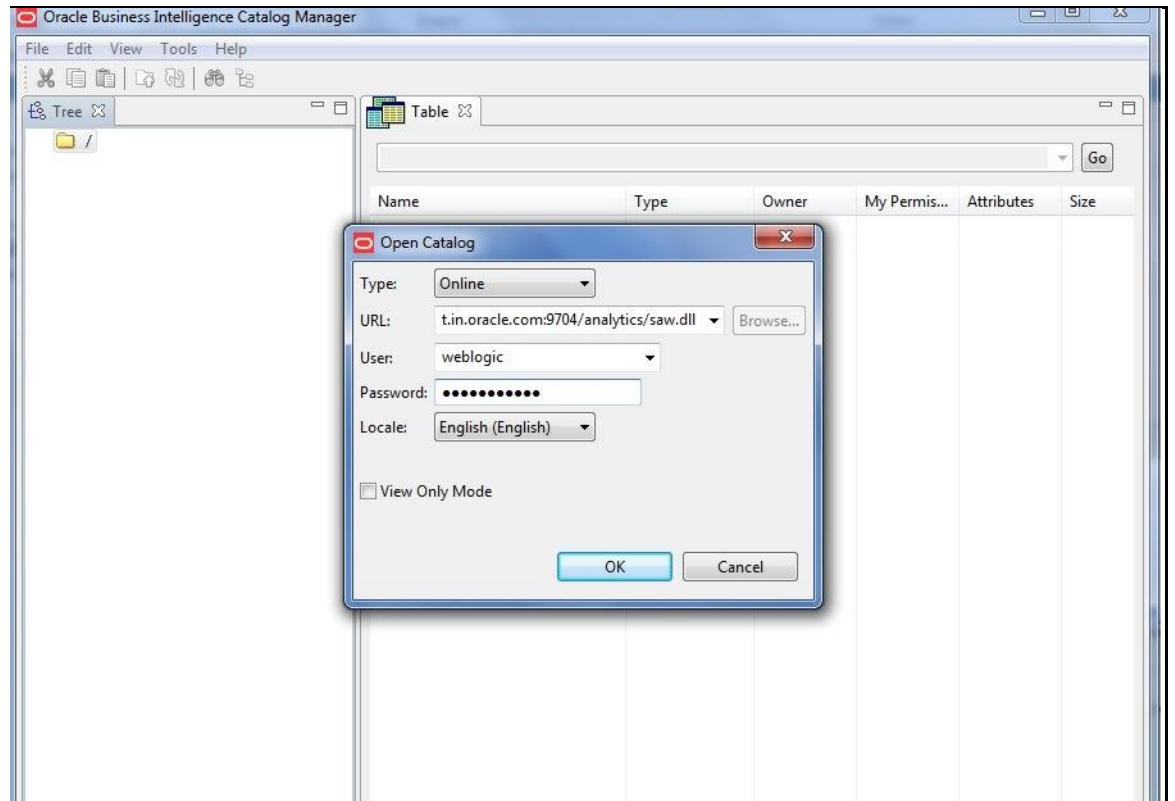 Oracle Business Intelligence Catalog Manager
File Edit View Tools Help
Tree
Table
/
Go
Name Type Owner My Permis... Attributes Size
Open Catalog
Type: Online
URL: t.in.oracle.com:9704/analytics/saw.dll Browse...
User: weblogic
Password: •••••••••••
Locale: English (English)
View Only Mode
OK Cancel